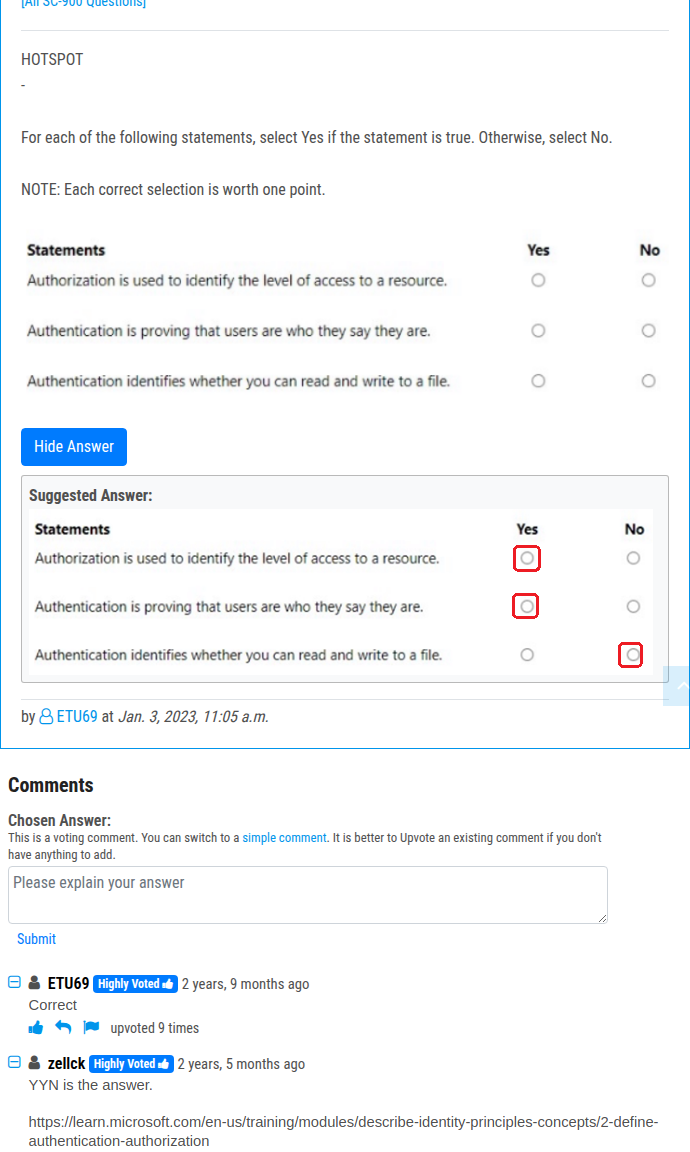 [All SC-900 Questions]
HOTSPOT
-
For each of the following statements, select Yes if the statement is true. Otherwise, select No.
NOTE: Each correct selection is worth one point.
Statements Yes No
Authorization is used to identify the level of access to a resource.
Authentication is proving that users are who they say they are.
Authentication identifies whether you can read and write to a file.
Hide Answer
Suggested Answer:
Statements Yes No
Authorization is used to identify the level of access to a resource.
Authentication is proving that users are who they say they are.
Authentication identifies whether you can read and write to a file.
by ETU69 at Jan. 3, 2023, 11:05 a.m.
Comments
Chosen Answer:
This is a voting comment. You can switch to a simple comment. It is better to Upvote an existing comment if you don't
have anything to add.
Please explain your answer
Submit
ETU69 Highly Voted 2 years, 9 months ago
Correct
upvoted 9 times
zellck Highly Voted 2 years, 5 months ago
YYN is the answer.
https://learn.microsoft.com/en-us/training/modules/describe-identity-principles-concepts/2-define-
authentication-authorization